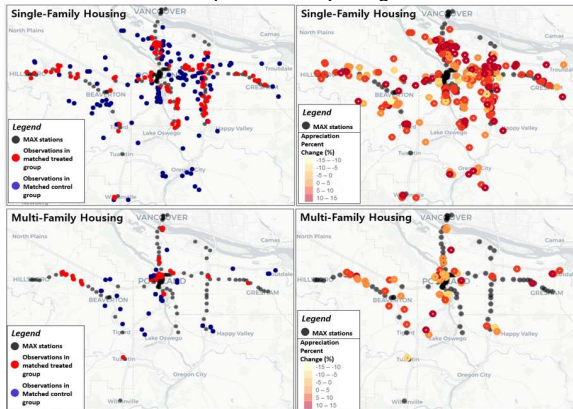 Single-Family Housing
VANCOUVER
North Plains
Camas
Troutdale
HILLSBORO
BEAVERTON
GRESHAM
Tigard
Lake Oswego
Happy Valley
Tualatin
Oregon City
Wilsonville
Legend
MAX stations
Observations in
matched treated
group
Observations in
Matched control
group
Single-Family Housing
VANCOUVER
North Plains
Camas
Troutdale
HILLSBORO
BEAVERTON
GRESHAM
Lake Oswego
Happy Valley
Legend
MAX stations
Appreciation
Percent
Change (%)
-15 – -10
-10 – -5
-5 – 0
0 – 5
5 – 10
10 – 15
Multi-Family Housing
VANCOUVER
North Plains
Camas
PORTLAND
BEAVERTON
GRESHAM
Tigard
Lake Oswego
Happy Valley
Oregon City
Wilsonville
Legend
MAX stations
Observations in
matched treated
group
Observations in
Matched control
group
Multi-Family Housing
VANCOUVER
North Plains
Camas
PORTLAND
BEAVERTON
GRESHAM
Tigard
Lake Oswego
Happy Valley
Oregon City
Wilsonville
Legend
MAX stations
Appreciation
Percent
Change (%)
-15 – -10
-10 – -5
-5 – 0
0 – 5
5 – 10
10 – 15